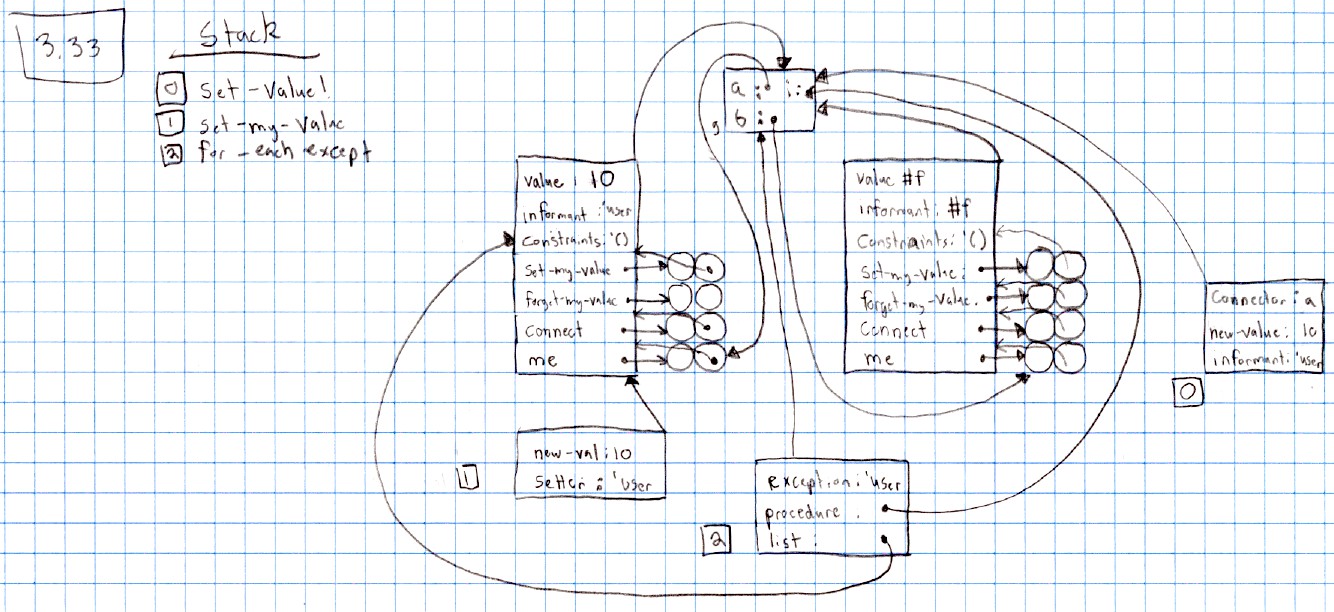 3.33
Stack
0 Set-Value!
1 Set-my-Value
2 for-each except
a : i:
b :
g
value : 10
informant : 'user
Constraints: '()
Set-my-value
forget-my-value
Connect
me
value #f
informant: #f
Constraints: '()
Set-my-value:
forget-my-value.
Connect
me
Connector : a
new-value: 10
informant: 'user
0
new-val: 10
Setter : 'user
1
exception: 'user
procedure .
list :
2